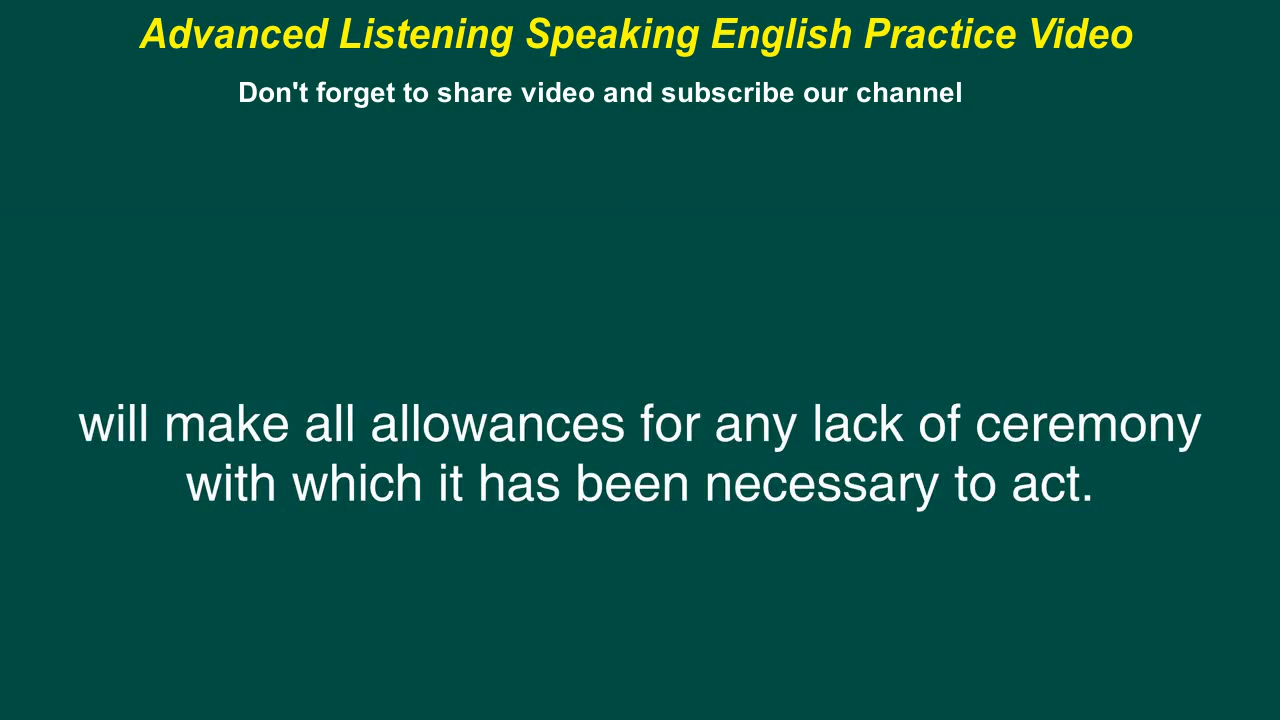 Advanced Listening Speaking English Practice Video
Don't forget to share video and subscribe our channel
will make all allowances for any lack of ceremony
with which it has been necessary to act.